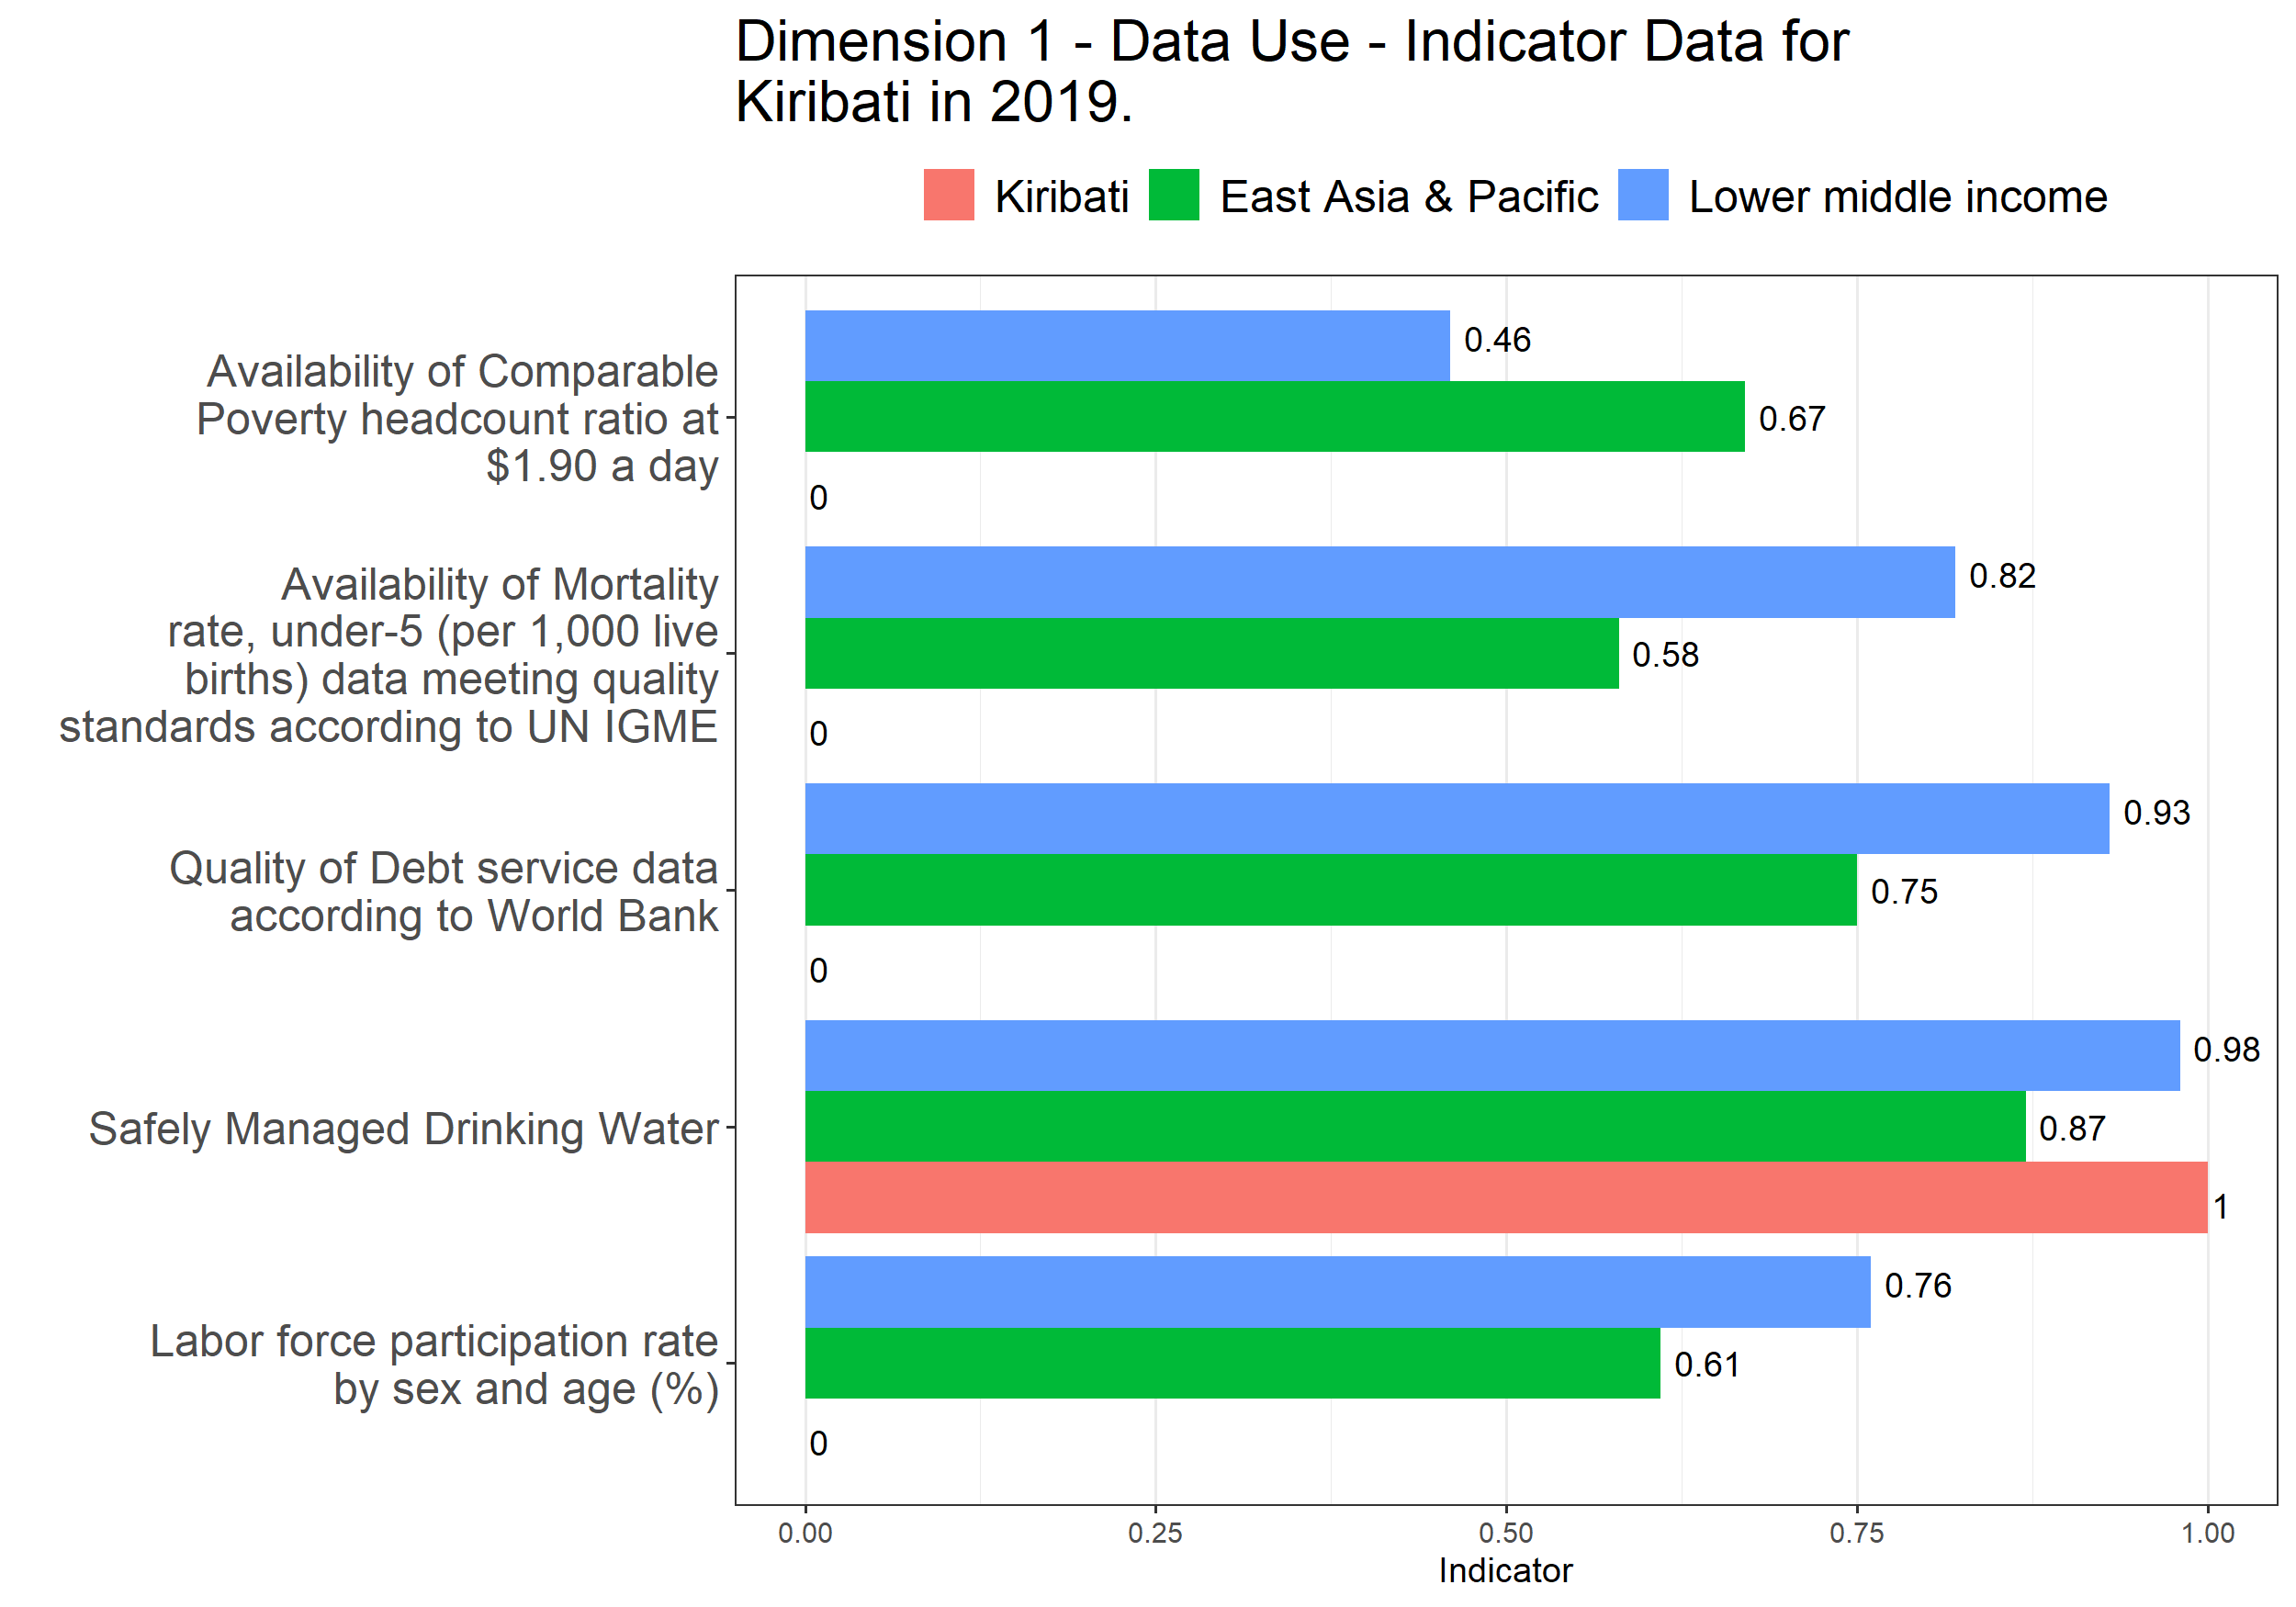 Dimension 1 - Data Use - Indicator Data for
Kiribati in 2019.
Kiribati East Asia & Pacific Lower middle income
Availability of Comparable
Poverty headcount ratio at
$1.90 a day
0.46
0.67
0
Availability of Mortality
rate, under-5 (per 1,000 live
births) data meeting quality
standards according to UN IGME
0.82
0.58
0
Quality of Debt service data
according to World Bank
0.93
0.75
0
Safely Managed Drinking Water
0.98
0.87
1
Labor force participation rate
by sex and age (%)
0.76
0.61
0
0.00 0.25 0.50 0.75 1.00
Indicator